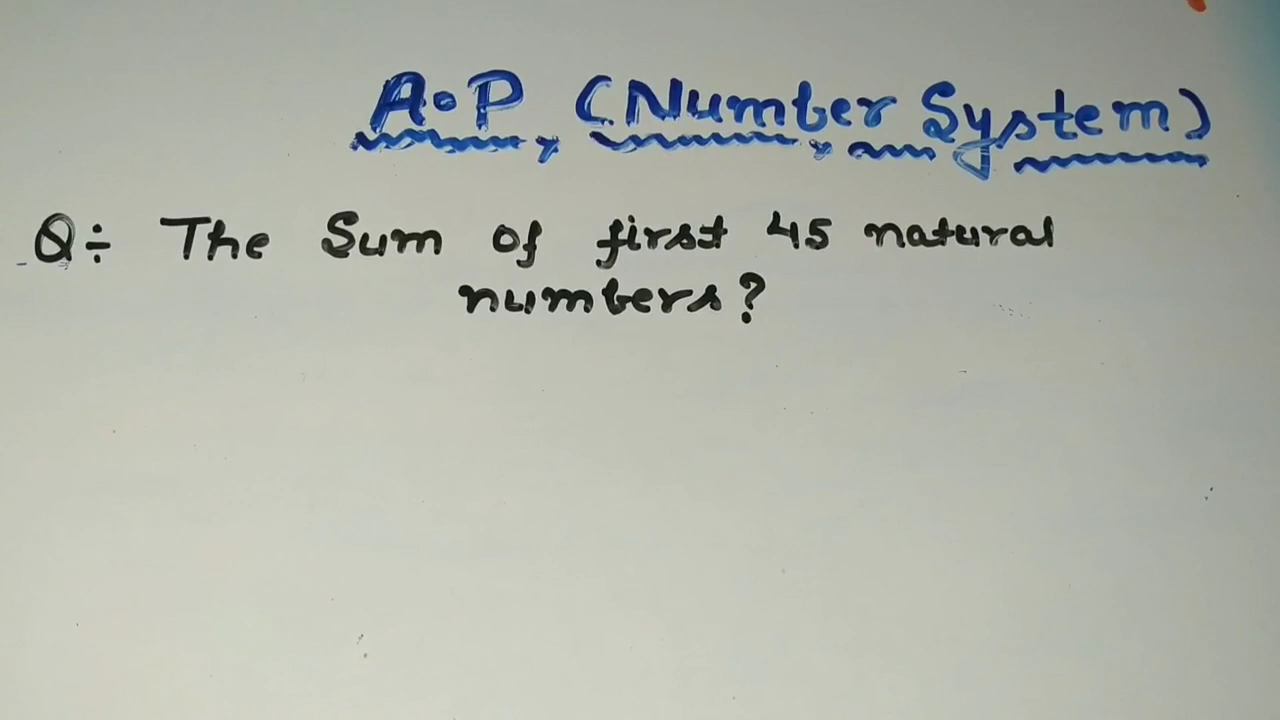 A.P (Number System)
Q÷ The Sum of first 45 natural
numbers?